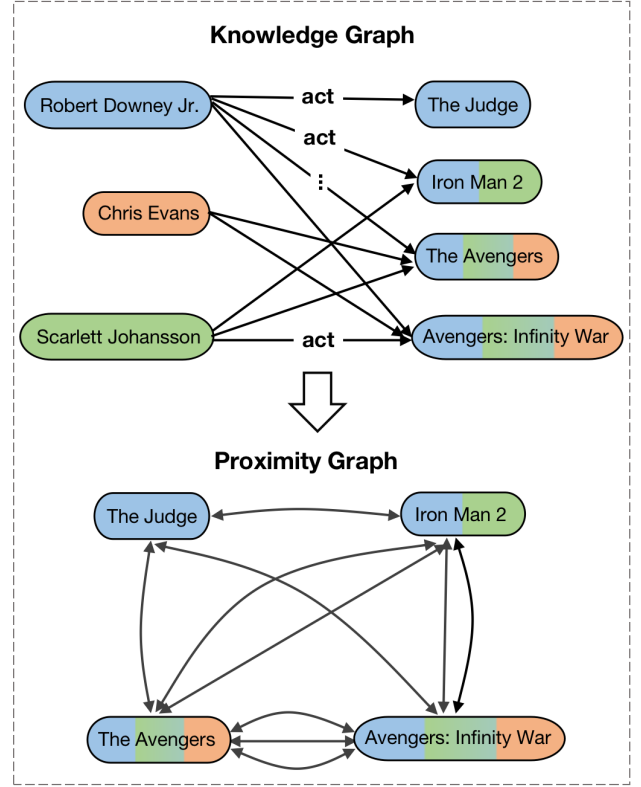 Knowledge Graph
Robert Downey Jr.
act
The Judge
act
Iron Man 2
Chris Evans
The Avengers
Scarlett Johansson
act
Avengers: Infinity War
Proximity Graph
The Judge
Iron Man 2
The Avengers
Avengers: Infinity War